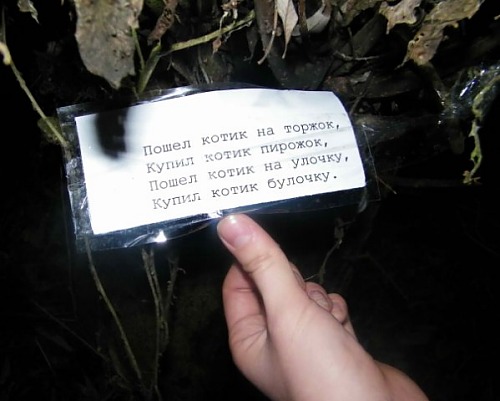 Пошел котик на торжок,
Купил котик пирожок,
Пошел котик на улочку,
Купил котик булочку.